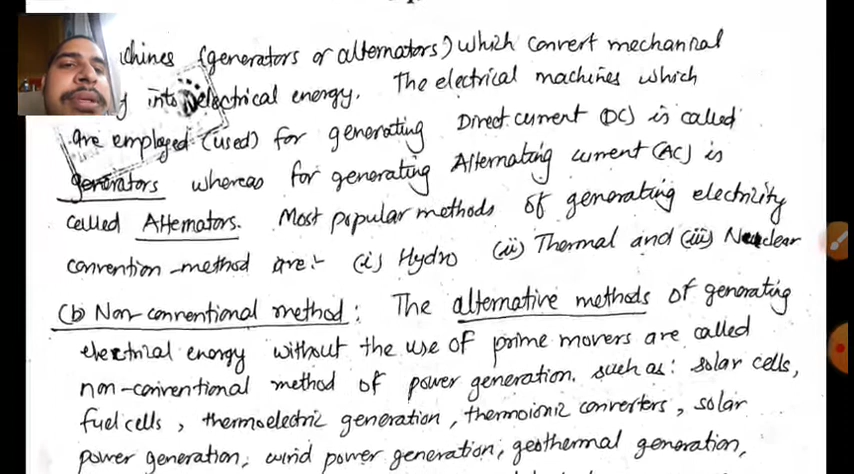 chines (generators or alternators) which convert mechanical
into electrical energy. The electrical machines which
are employed (used) for generating Direct current (DC) is called
generators whereas for generating Alternating current (AC) is
called Alternators. Most popular methods of generating electricity
convention-method are:- (i) Hydro (ii) Thermal and (iii) Nuclear
(b) Non-conventional method: The alternative methods of generating
electrical energy without the use of prime movers are called
non-conventional method of power generation. such as: solar cells,
fuel cells, thermoelectric generation, thermoionic converters, solar
power generation, wind power generation, geothermal generation,